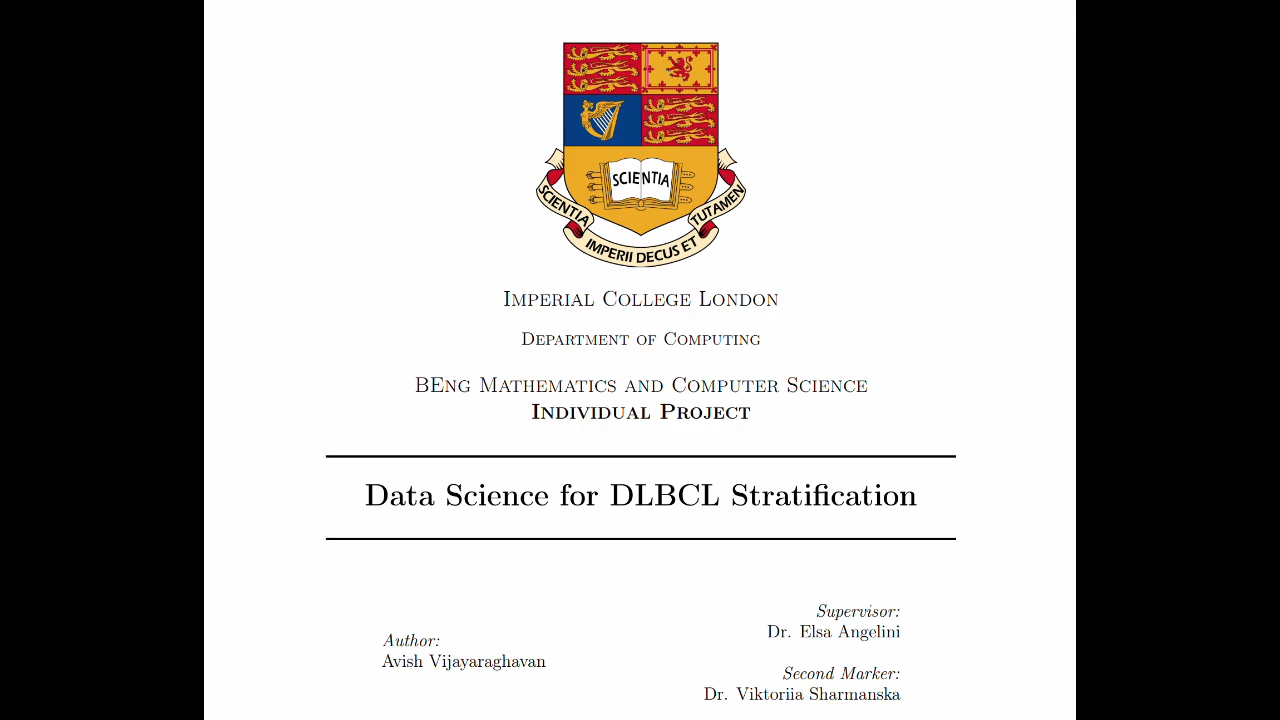 SCIENTIA
SCIENTIA
IMPERII DECUS ET
TUTAMEN
Imperial College London
Department of Computing
BEng Mathematics and Computer Science
Individual Project
Data Science for DLBCL Stratification
Supervisor:
Dr. Elsa Angelini
Author:
Avish Vijayaraghavan
Second Marker:
Dr. Viktoriia Sharmanska